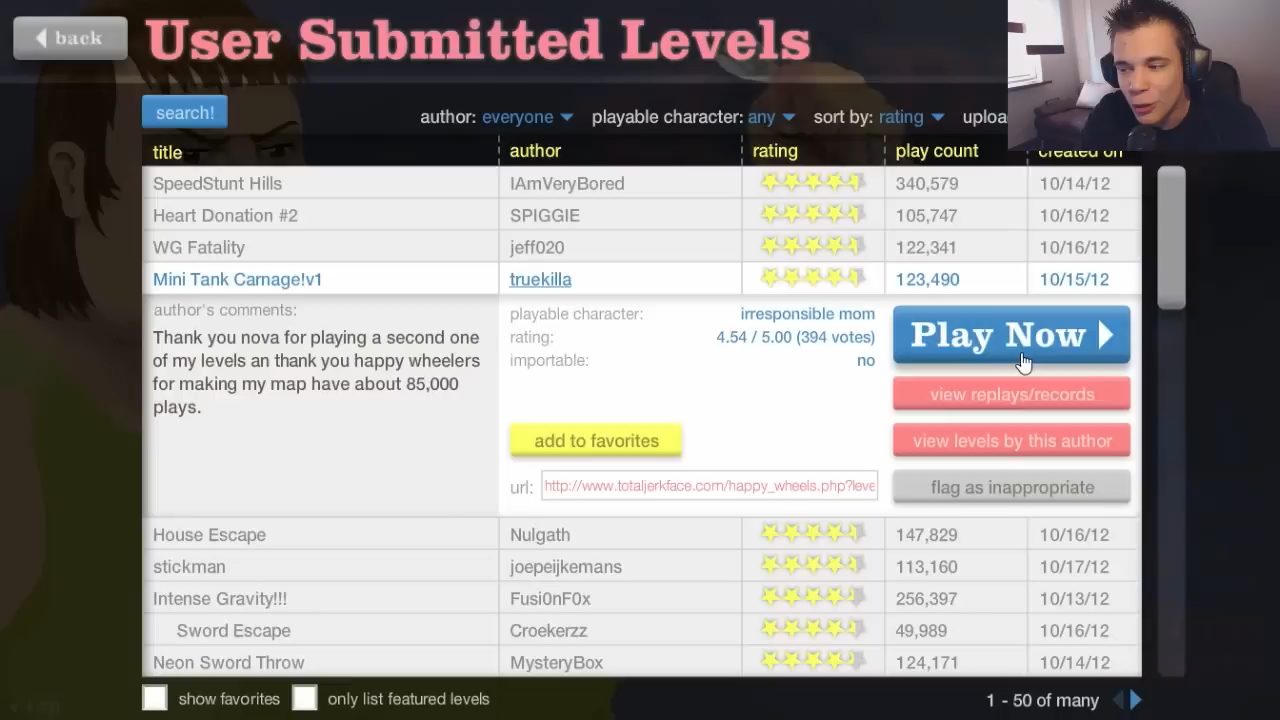 back
User Submitted Levels
search!
author: everyone playable character: any sort by: rating uploa
title author rating play count created on
SpeedStunt Hills IAmVeryBored 340,579 10/14/12
Heart Donation #2 SPIGGIE 105,747 10/16/12
WG Fatality jeff020 122,341 10/16/12
Mini Tank Carnage!v1 truekilla 123,490 10/15/12
author's comments:
Thank you nova for playing a second one
of my levels an thank you happy wheelers
for making my map have about 85,000
plays.
playable character: irresponsible mom
rating: 4.54 / 5.00 (394 votes)
importable: no
add to favorites
url: http://www.totaljerkface.com/happy_wheels.php?leve
Play Now
view replays/records
view levels by this author
flag as inappropriate
House Escape Nulgath 147,829 10/16/12
stickman joepeijkemans 113,160 10/17/12
Intense Gravity!!! Fusi0nF0x 256,397 10/13/12
Sword Escape Croekerzz 49,989 10/16/12
Neon Sword Throw MysteryBox 124,171 10/14/12
show favorites only list featured levels 1 - 50 of many